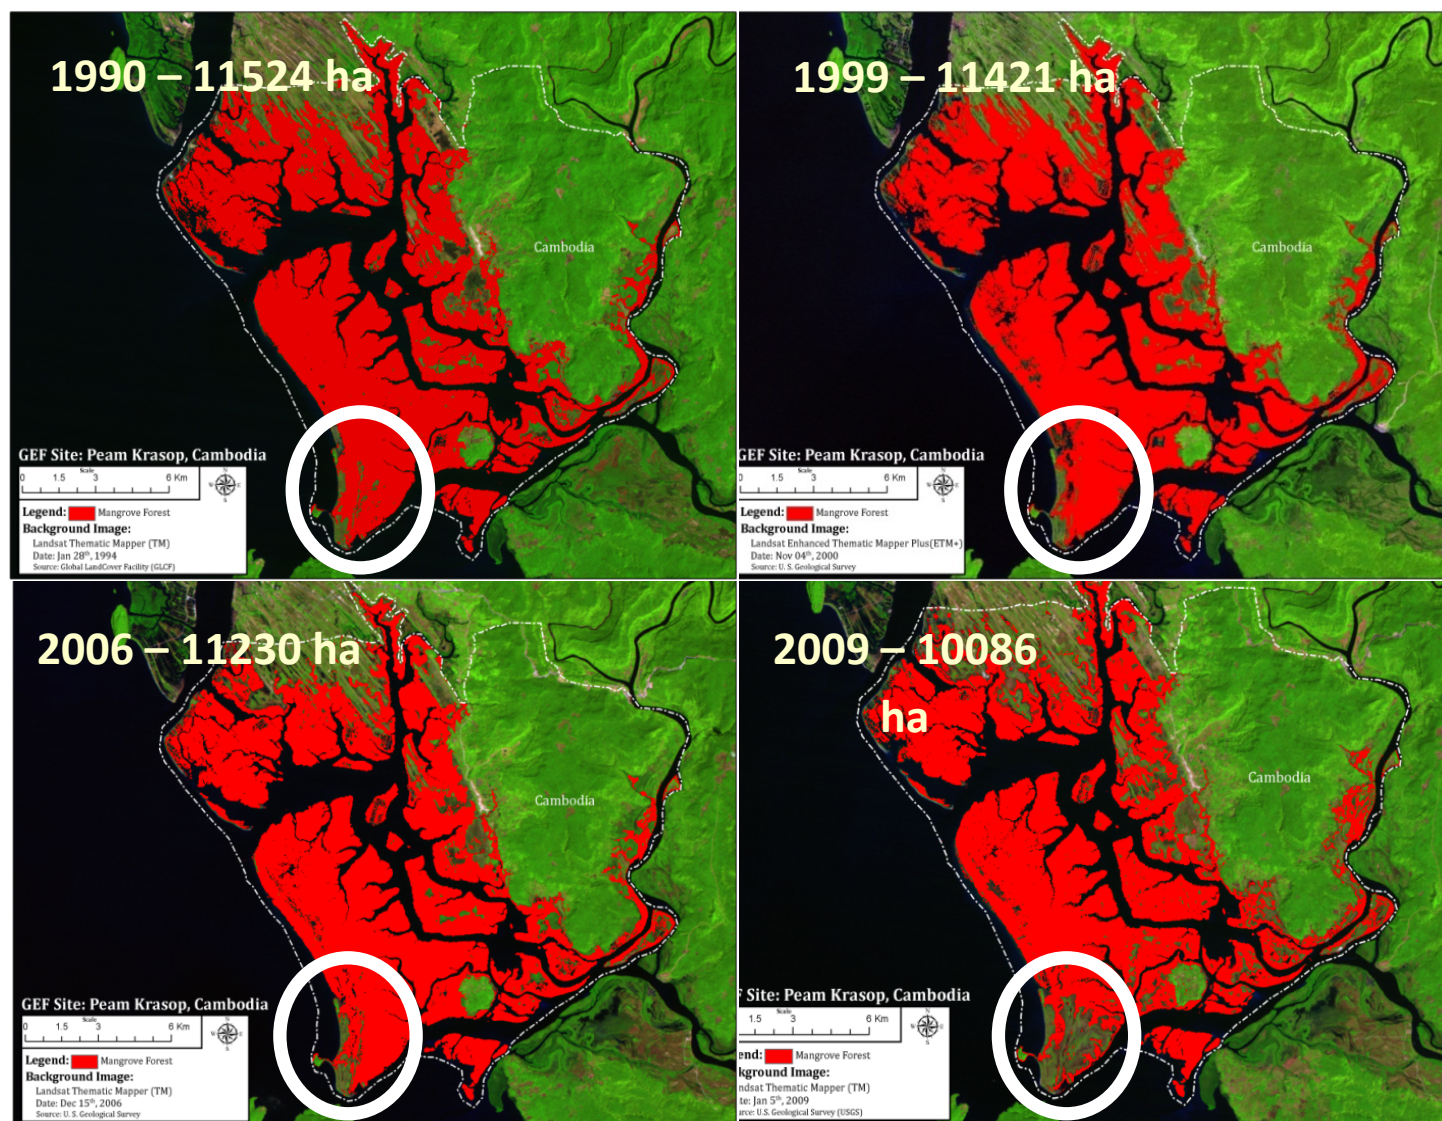 1990 – 11524 ha
Cambodia
GEF Site: Peam Krasop, Cambodia
Scale
0 1.5 3 6 Km
N
W E
S
Legend: Mangrove Forest
Background Image:
Landsat Thematic Mapper (TM)
Date: Jan 28th, 1994
Source: Global LandCover Facility (GLCF)
1999 – 11421 ha
Cambodia
GEF Site: Peam Krasop, Cambodia
Scale
0 1.5 3 6 Km
N
W E
S
Legend: Mangrove Forest
Background Image:
Landsat Enhanced Thematic Mapper Plus(ETM+)
Date: Nov 04th, 2000
Source: U. S. Geological Survey
2006 – 11230 ha
Cambodia
GEF Site: Peam Krasop, Cambodia
Scale
0 1.5 3 6 Km
N
W E
S
Legend: Mangrove Forest
Background Image:
Landsat Thematic Mapper (TM)
Date: Dec 15th, 2006
Source: U. S. Geological Survey
2009 – 10086
ha
Cambodia
F Site: Peam Krasop, Cambodia
Scale
1.5 3 6 Km
N
W E
S
end: Mangrove Forest
ckground Image:
ndsat Thematic Mapper (TM)
te: Jan 5th, 2009
urce: U.S. Geological Survey (USGS)